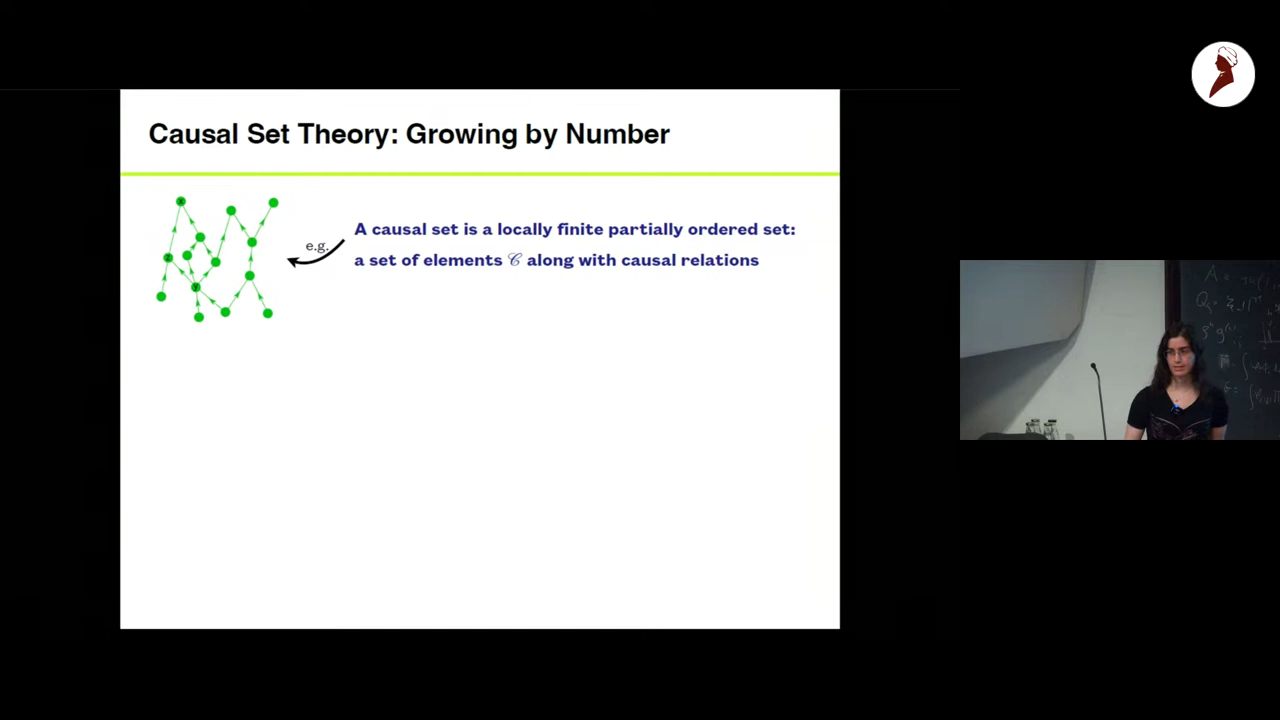 Causal Set Theory: Growing by Number
e.g.
A causal set is a locally finite partially ordered set:
a set of elements 𝒞 along with causal relations
x
z
y